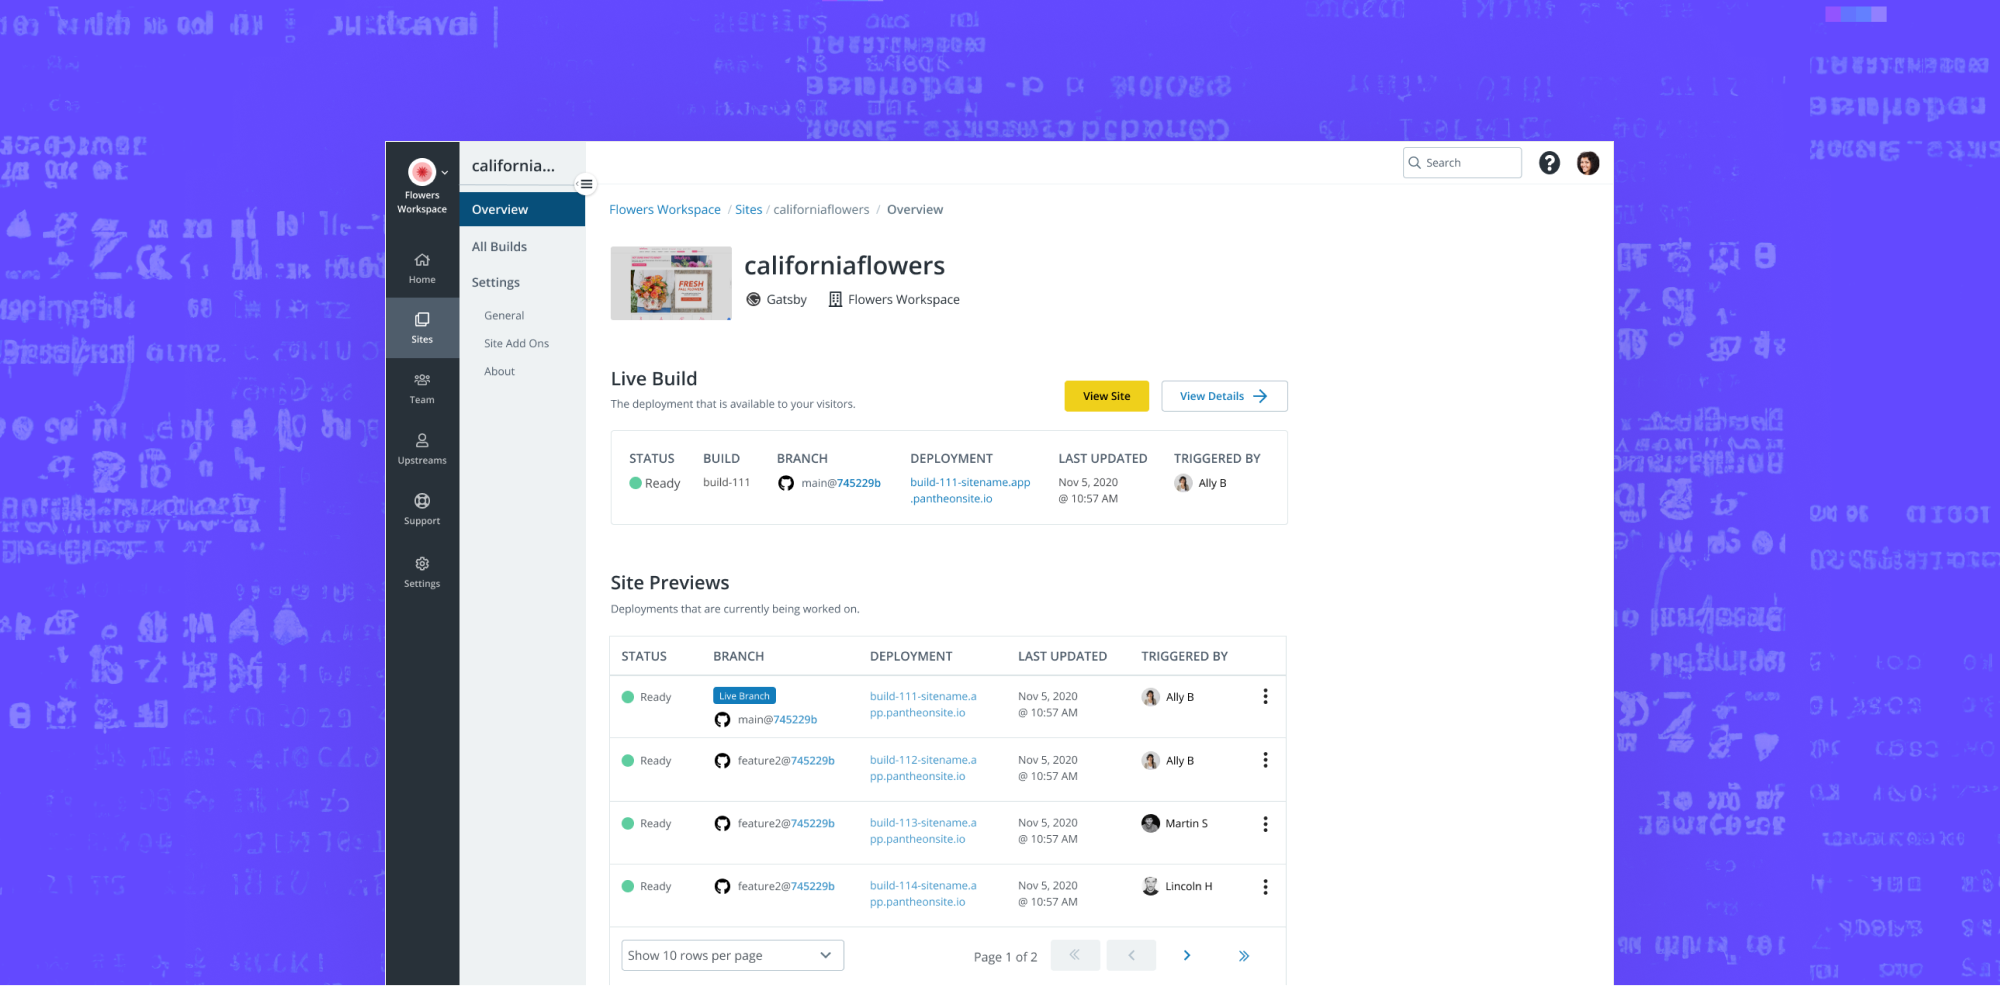 Flowers
Workspace
Home
Sites
Team
Upstreams
Support
Settings
california...
Overview
All Builds
Settings
General
Site Add Ons
About
Search
?
Flowers Workspace / Sites / californiaflowers / Overview
FRESH
californiaflowers
Gatsby Flowers Workspace
Live Build
The deployment that is available to your visitors.
View Site View Details
STATUS BUILD BRANCH DEPLOYMENT LAST UPDATED TRIGGERED BY
Ready build-111 main@745229b build-111-sitename.app Nov 5, 2020 Ally B
.pantheonsite.io @ 10:57 AM
Site Previews
Deployments that are currently being worked on.
STATUS BRANCH DEPLOYMENT LAST UPDATED TRIGGERED BY
Ready Live Branch build-111-sitename.a Nov 5, 2020 Ally B
main@745229b pp.pantheonsite.io @ 10:57 AM
Ready feature2@745229b build-112-sitename.a Nov 5, 2020 Ally B
pp.pantheonsite.io @ 10:57 AM
Ready feature2@745229b build-113-sitename.a Nov 5, 2020 Martin S
pp.pantheonsite.io @ 10:57 AM
Ready feature2@745229b build-114-sitename.a Nov 5, 2020 Lincoln H
pp.pantheonsite.io @ 10:57 AM
Show 10 rows per page Page 1 of 2